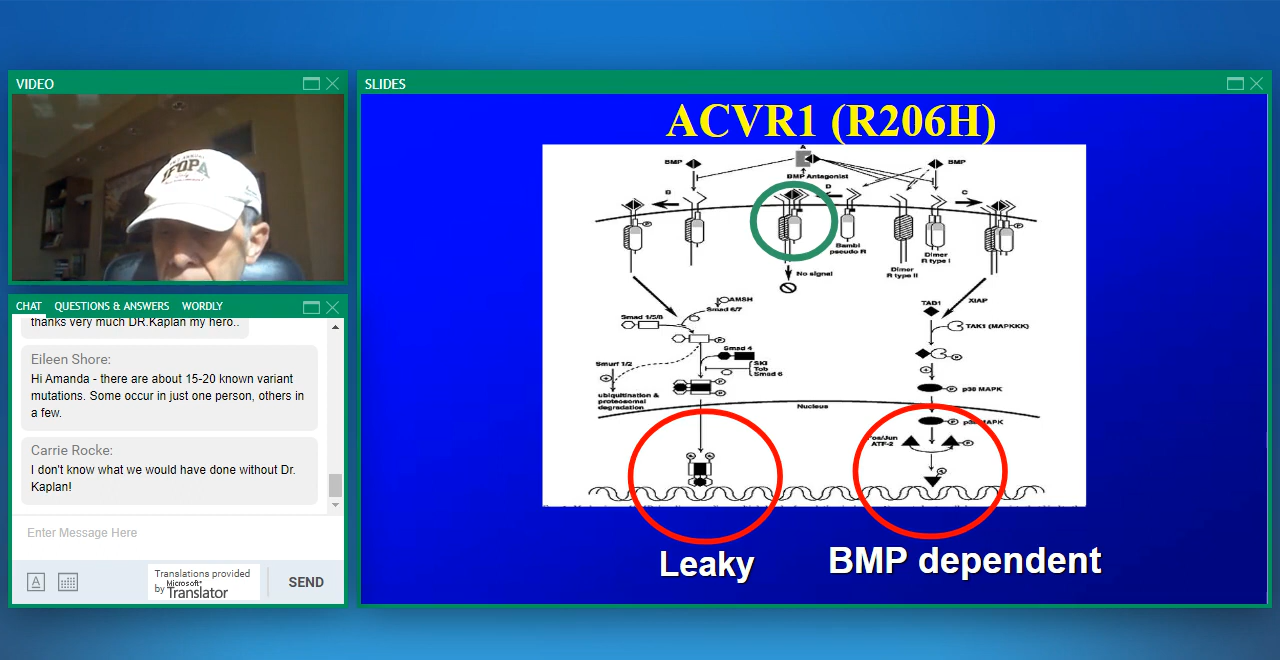 VIDEO
IFOPA
CHAT QUESTIONS & ANSWERS WORDLY
thanks very much DR.Kaplan my hero..
Eileen Shore:
Hi Amanda - there are about 15-20 known variant
mutations. Some occur in just one person, others in
a few.
Carrie Rocke:
I don't know what we would have done without Dr.
Kaplan!
Enter Message Here
A
Translations provided
by Microsoft®
Translator
SEND
SLIDES
ACVR1 (R206H)
A
BMP
BMP
BMP Antagonist
B
D
C
P
P
Bambi
pseudo R
Dimer
R type I
Dimer
R type II
No signal
AMSH
Smad 6/7
Smad 1/5/8
P
Smad 4
Smurf 1/2
SKI
Tob
Smad 6
P
P
ubiquitination &
proteosomal
degradation
TAB1
XIAP
TAK1 (MAPKKK)
P
p38 MAPK
P
Nucleus
P
p38 MAPK
Fos/Jun
ATF-2
P
Leaky
BMP dependent